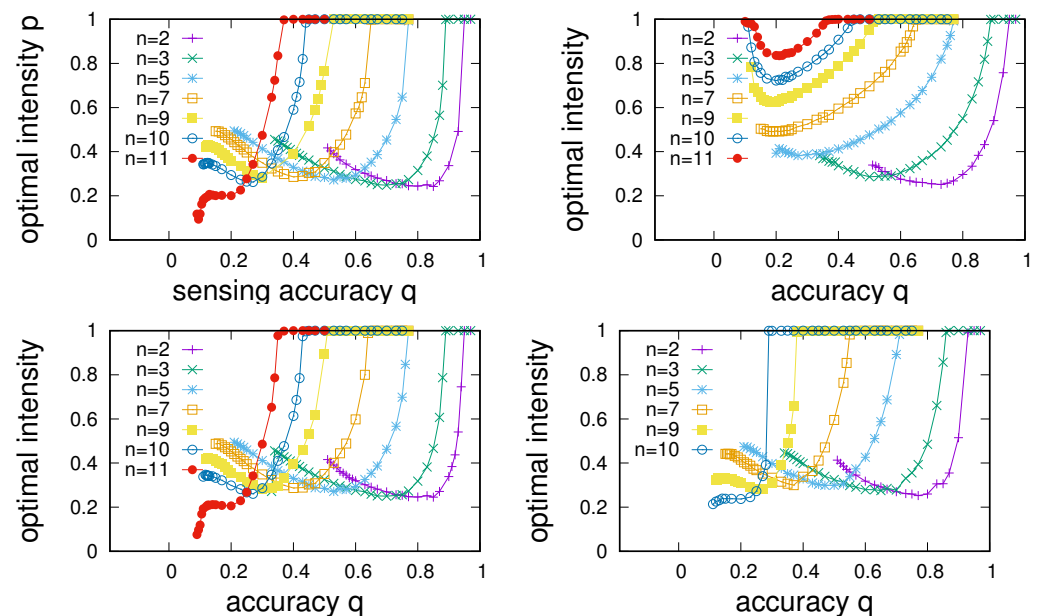 optimal intensity p
1
0.8
0.6
0.4
0.2
0
n=2
n=3
n=5
n=7
n=9
n=10
n=11
0 0.2 0.4 0.6 0.8 1
sensing accuracy q
optimal intensity
1
0.8
0.6
0.4
0.2
0
n=2
n=3
n=5
n=7
n=9
n=10
n=11
0 0.2 0.4 0.6 0.8 1
accuracy q
optimal intensity
1
0.8
0.6
0.4
0.2
0
n=2
n=3
n=5
n=7
n=9
n=10
n=11
0 0.2 0.4 0.6 0.8 1
accuracy q
optimal intensity
1
0.8
0.6
0.4
0.2
0
n=2
n=3
n=5
n=7
n=9
n=10
0 0.2 0.4 0.6 0.8 1
accuracy q